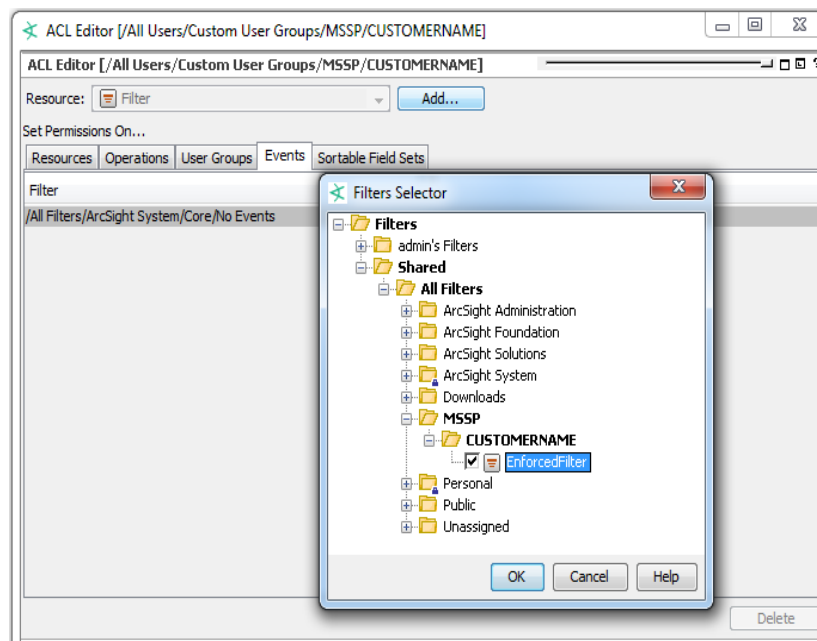 ACL Editor [/All Users/Custom User Groups/MSSP/CUSTOMERNAME]
ACL Editor [/All Users/Custom User Groups/MSSP/CUSTOMERNAME]
Resource: Filter Add...
Set Permissions On...
Resources Operations User Groups Events Sortable Field Sets
Filter
/All Filters/ArcSight System/Core/No Events
Filters Selector
Filters
admin's Filters
Shared
All Filters
ArcSight Administration
ArcSight Foundation
ArcSight Solutions
ArcSight System
Downloads
MSSP
CUSTOMERNAME
EnforcedFilter
Personal
Public
Unassigned
OK Cancel Help
Delete